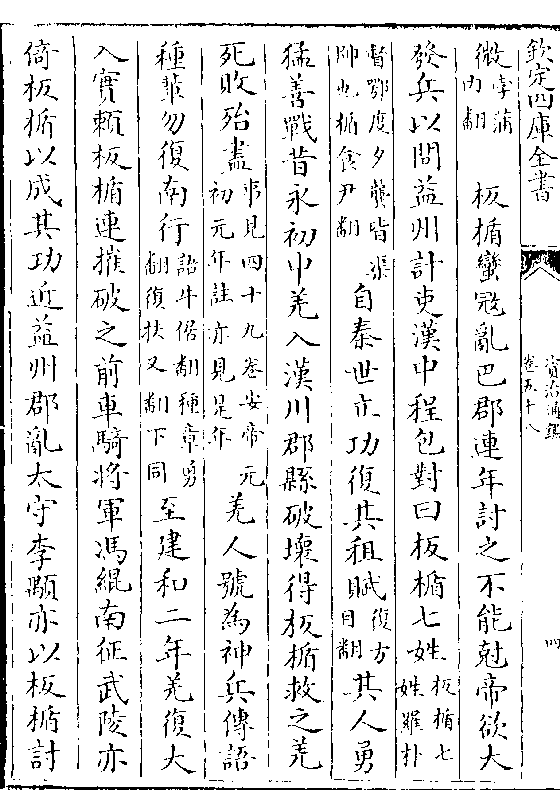 欽定四庫全書
資治通鑑
卷五十八
四
微孛蒲
内翻
板楯蠻冦亂巴郡連年討之不能尅帝欲大
發兵以問益州計吏漢中程包對曰板楯七姓板楯七
姓羅朴
督鄂度夕龔皆渠
帥也楯食尹翻
自秦世立功復其租賦復方
目翻
其人勇
猛善戰昔永初中羌入漢川郡縣破壞得板楯救之羌
死敗殆盡事見四十九卷安帝元
初元年註亦見是年
羌人號為神兵傳語
種軰勿復南行語牛倨翻種章勇
翻復扶又翻下同
至建和二年羌復大
入實頼板楯連摧破之前車騎將軍馮緄南征武陵亦
倚板楯以成其功近益州郡亂太守李顒亦以板楯討